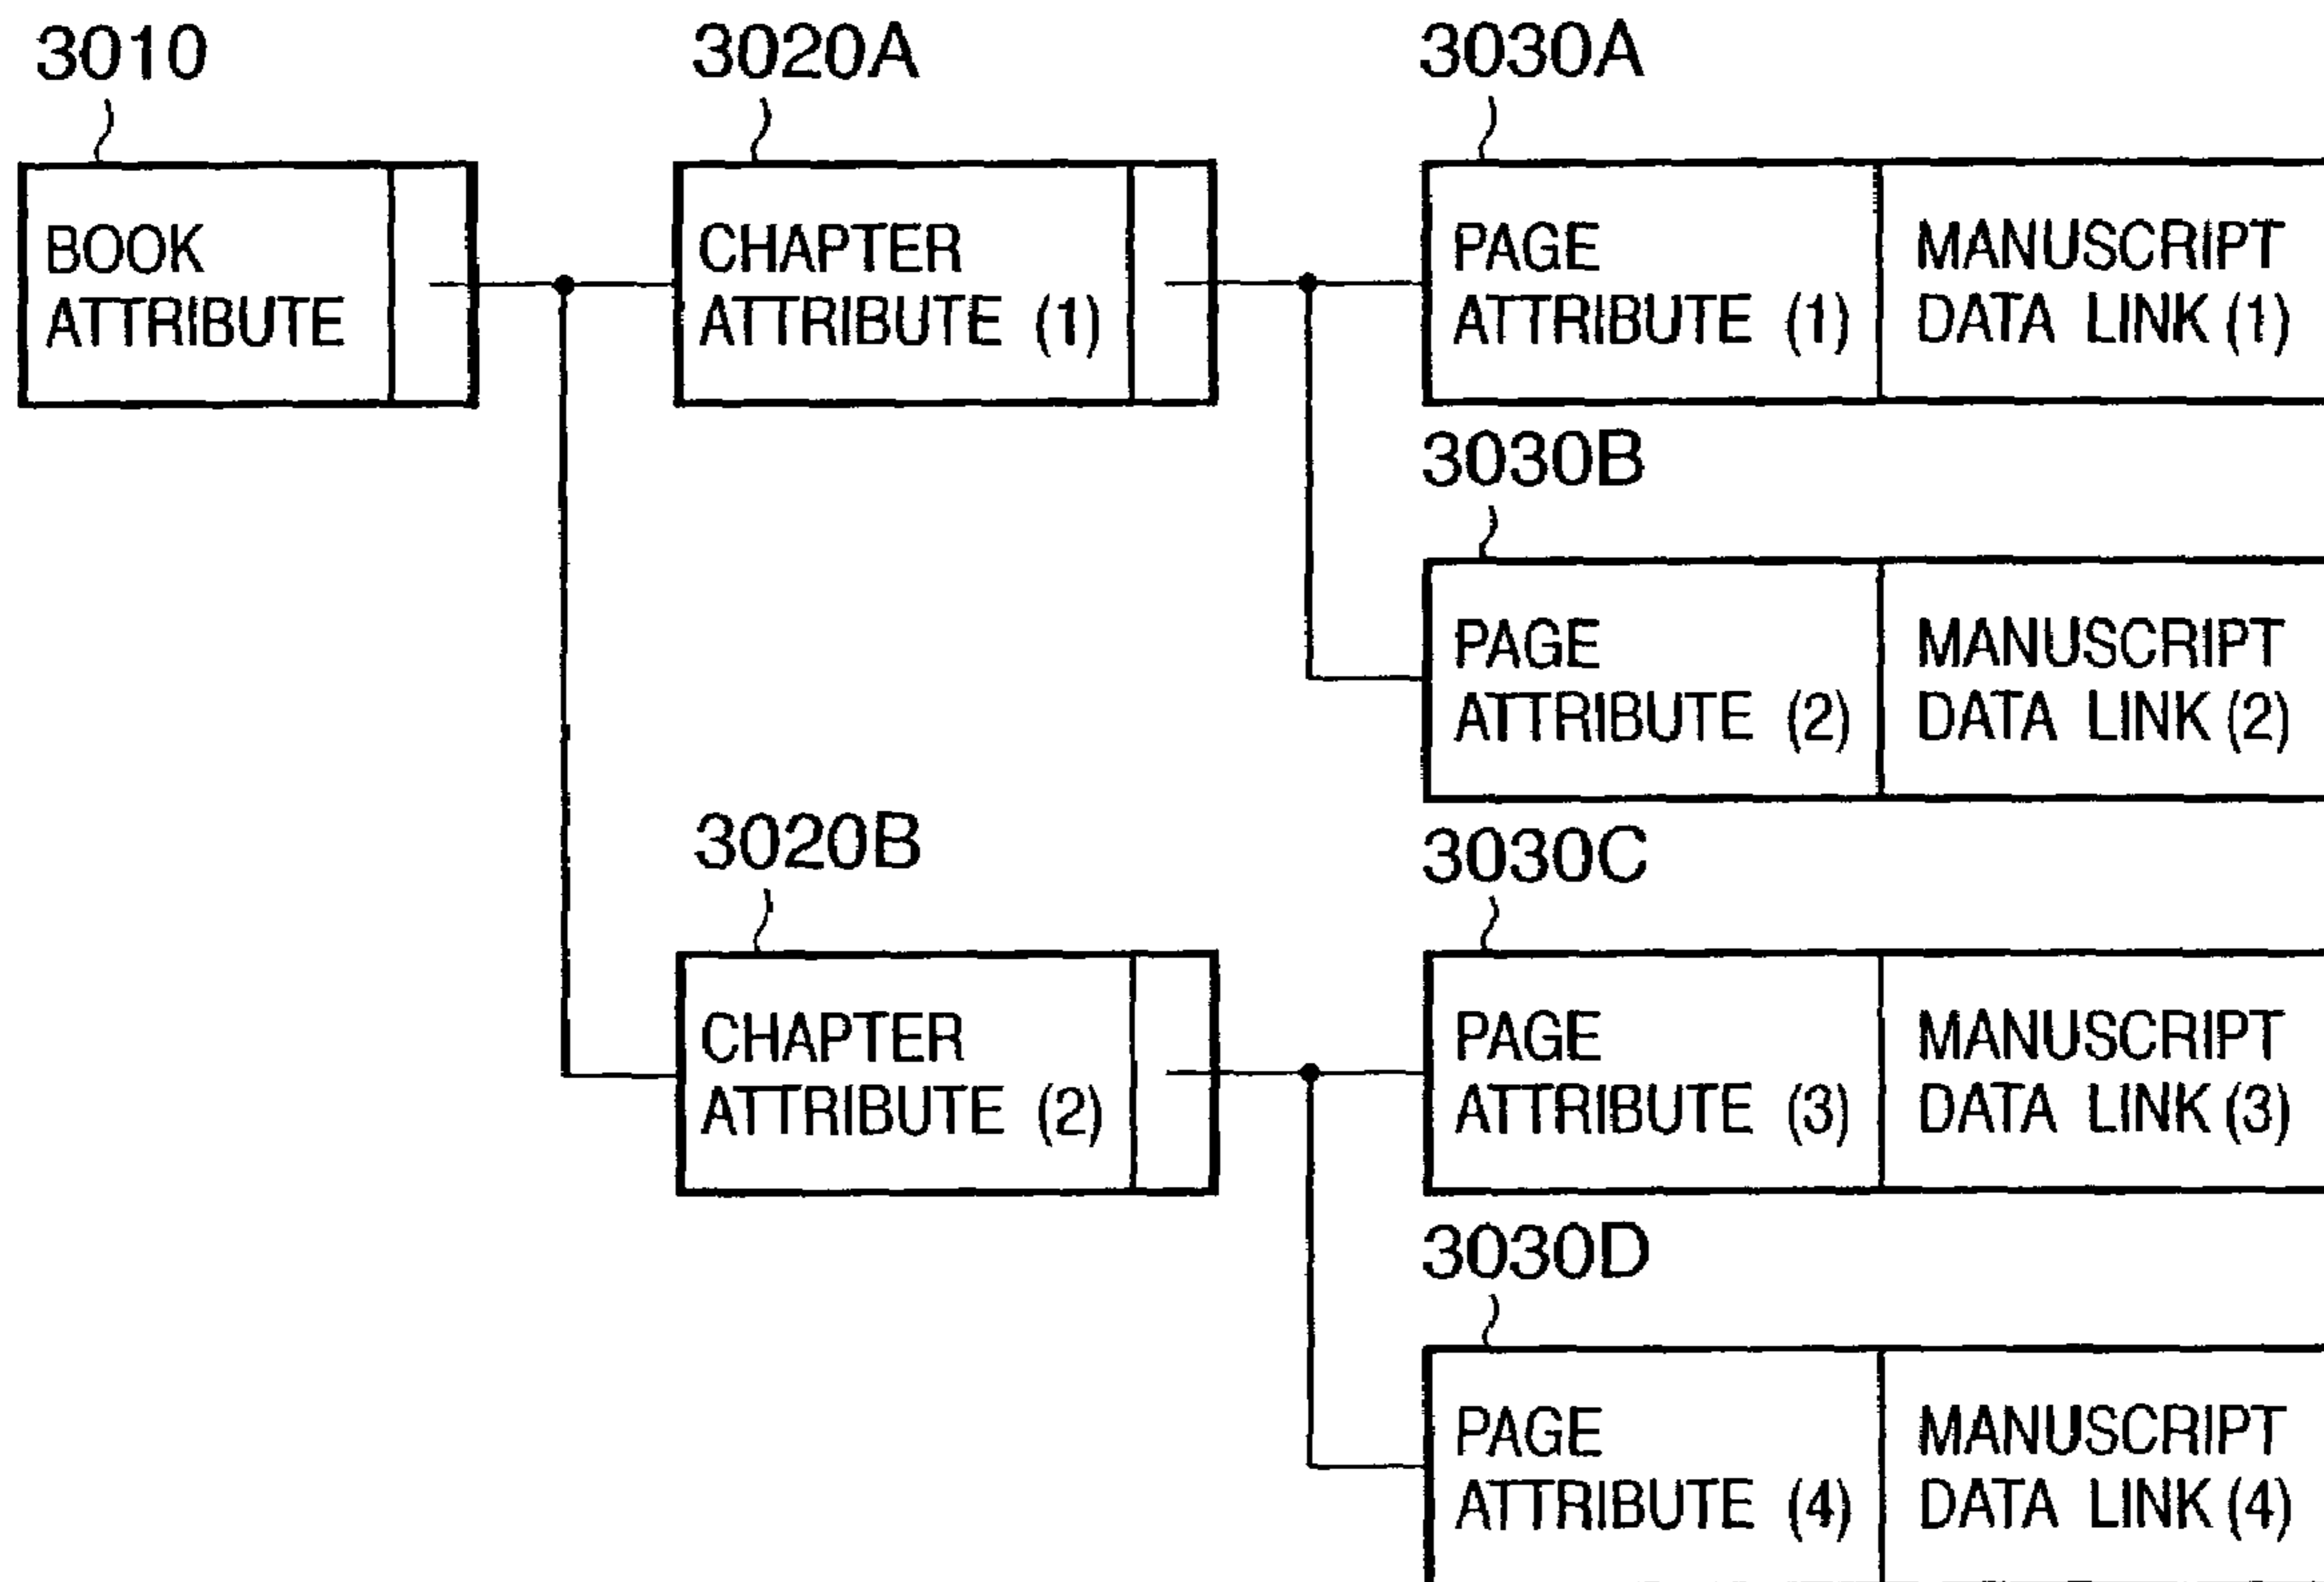 3010
3020A
3030A
BOOK
ATTRIBUTE
CHAPTER
ATTRIBUTE (1)
PAGE
ATTRIBUTE (1)
MANUSCRIPT
DATA LINK (1)
3030B
PAGE
ATTRIBUTE (2)
MANUSCRIPT
DATA LINK (2)
3020B
3030C
CHAPTER
ATTRIBUTE (2)
PAGE
ATTRIBUTE (3)
MANUSCRIPT
DATA LINK (3)
3030D
PAGE
ATTRIBUTE (4)
MANUSCRIPT
DATA LINK (4)